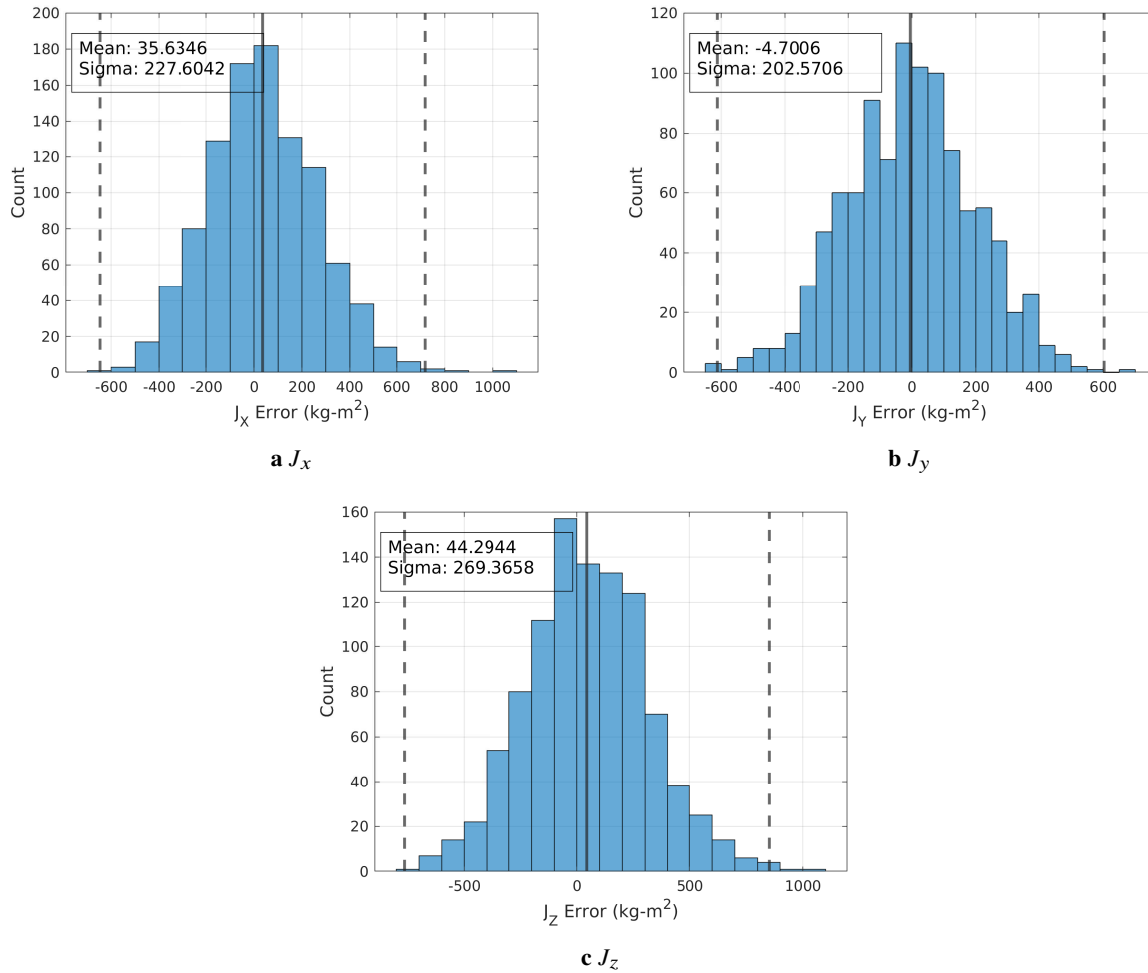 200
180
160
140
120
100
80
60
40
20
0
Count
Mean: 35.6346
Sigma: 227.6042
-600 -400 -200 0 200 400 600 800 1000
J_X Error (kg-m²)
a J_x
120
100
80
60
40
20
0
Count
Mean: -4.7006
Sigma: 202.5706
-600 -400 -200 0 200 400 600
J_Y Error (kg-m²)
b J_y
160
140
120
100
80
60
40
20
0
Count
Mean: 44.2944
Sigma: 269.3658
-500 0 500 1000
J_Z Error (kg-m²)
c J_z